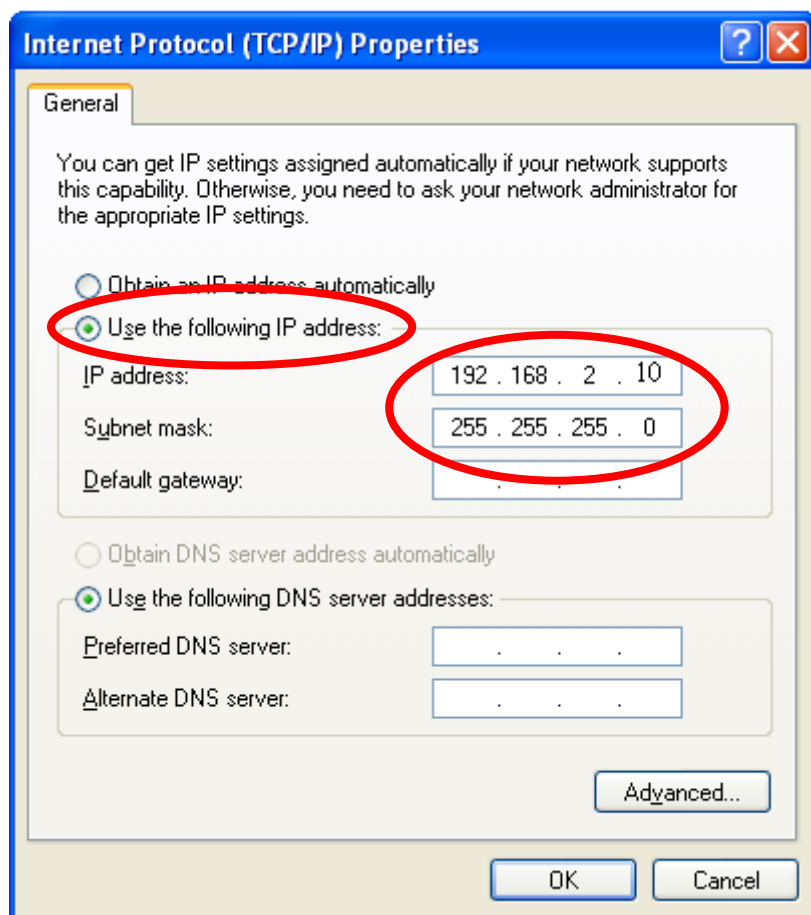 Internet Protocol (TCP/IP) Properties
General
You can get IP settings assigned automatically if your network supports
this capability. Otherwise, you need to ask your network administrator for
the appropriate IP settings.
Obtain an IP address automatically
Use the following IP address:
IP address: 192 . 168 . 2 . 10
Subnet mask: 255 . 255 . 255 . 0
Default gateway: . . .
Obtain DNS server address automatically
Use the following DNS server addresses:
Preferred DNS server: . . .
Alternate DNS server: . . .
Advanced...
OK Cancel